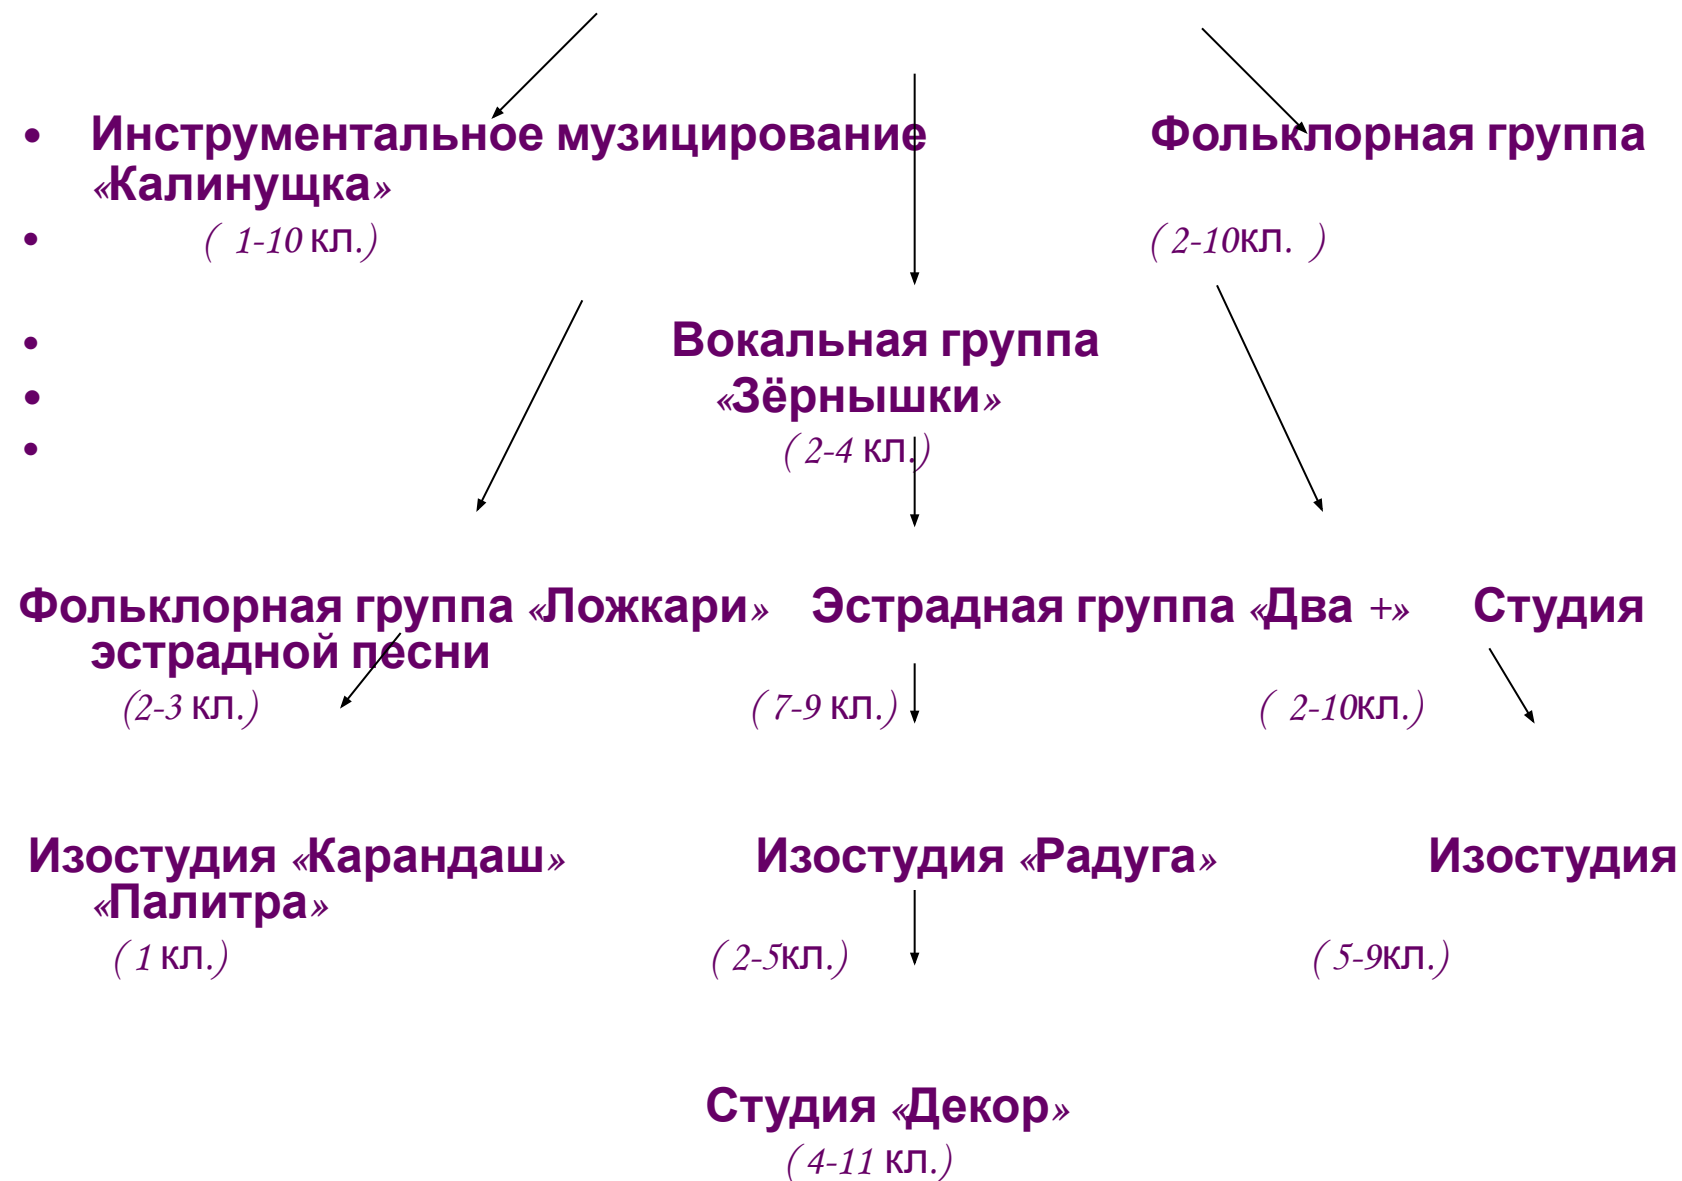 • Инструментальное музицирование Фольклорная группа
«Калинущка»
• ( 1-10 кл.) ( 2-10кл. )
• Вокальная группа
• «Зёрнышки»
• ( 2-4 кл.)
Фольклорная группа «Ложкари» Эстрадная группа «Два +» Студия
эстрадной песни
(2-3 кл.) ( 7-9 кл.) ( 2-10кл.)
Изостудия «Карандаш» Изостудия «Радуга» Изостудия
«Палитра»
( 1 кл.) ( 2-5кл.) ( 5-9кл.)
Студия «Декор»
( 4-11 кл.)